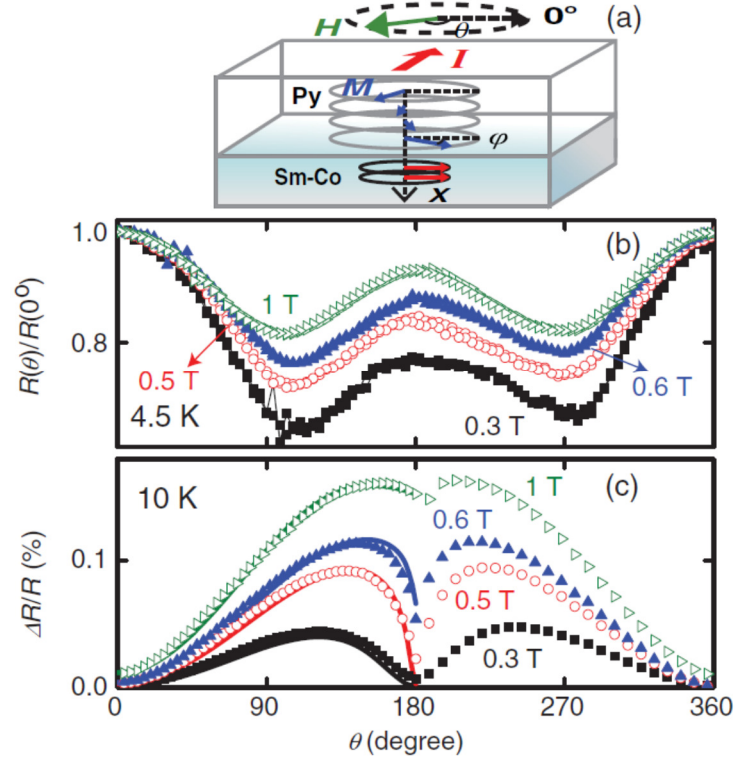 (a)
0°
H
θ
I
M
Py
φ
Sm-Co
x
(b)
1.0
0.8
R(θ)/R(0°)
1 T
0.5 T
0.6 T
4.5 K
0.3 T
(c)
10 K
1 T
0.6 T
0.5 T
0.3 T
0.1
0.0
ΔR/R (%)
0 90 180 270 360
θ (degree)